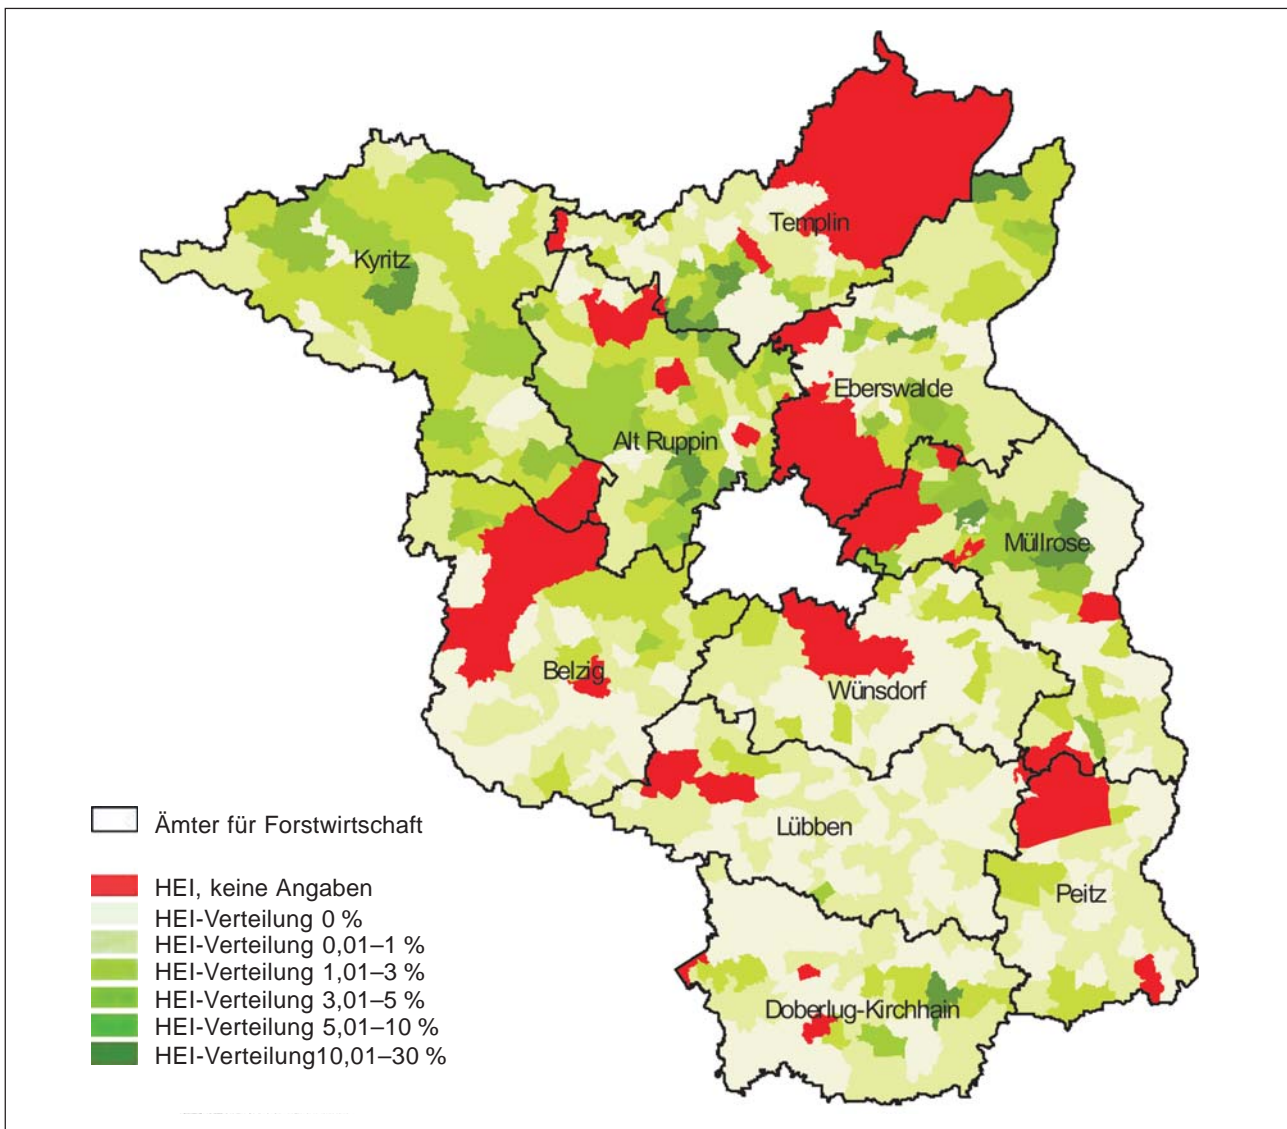 Templin
Kyritz
Eberswalde
Alt Ruppin
Müllrose
Belzig
Wünsdorf
Ämter für Forstwirtschaft
Lübben
HEI, keine Angaben
Peitz
HEI-Verteilung 0 %
HEI-Verteilung 0,01–1 %
HEI-Verteilung 1,01–3 %
HEI-Verteilung 3,01–5 %
Doberlug-Kirchhain
HEI-Verteilung 5,01–10 %
HEI-Verteilung10,01–30 %